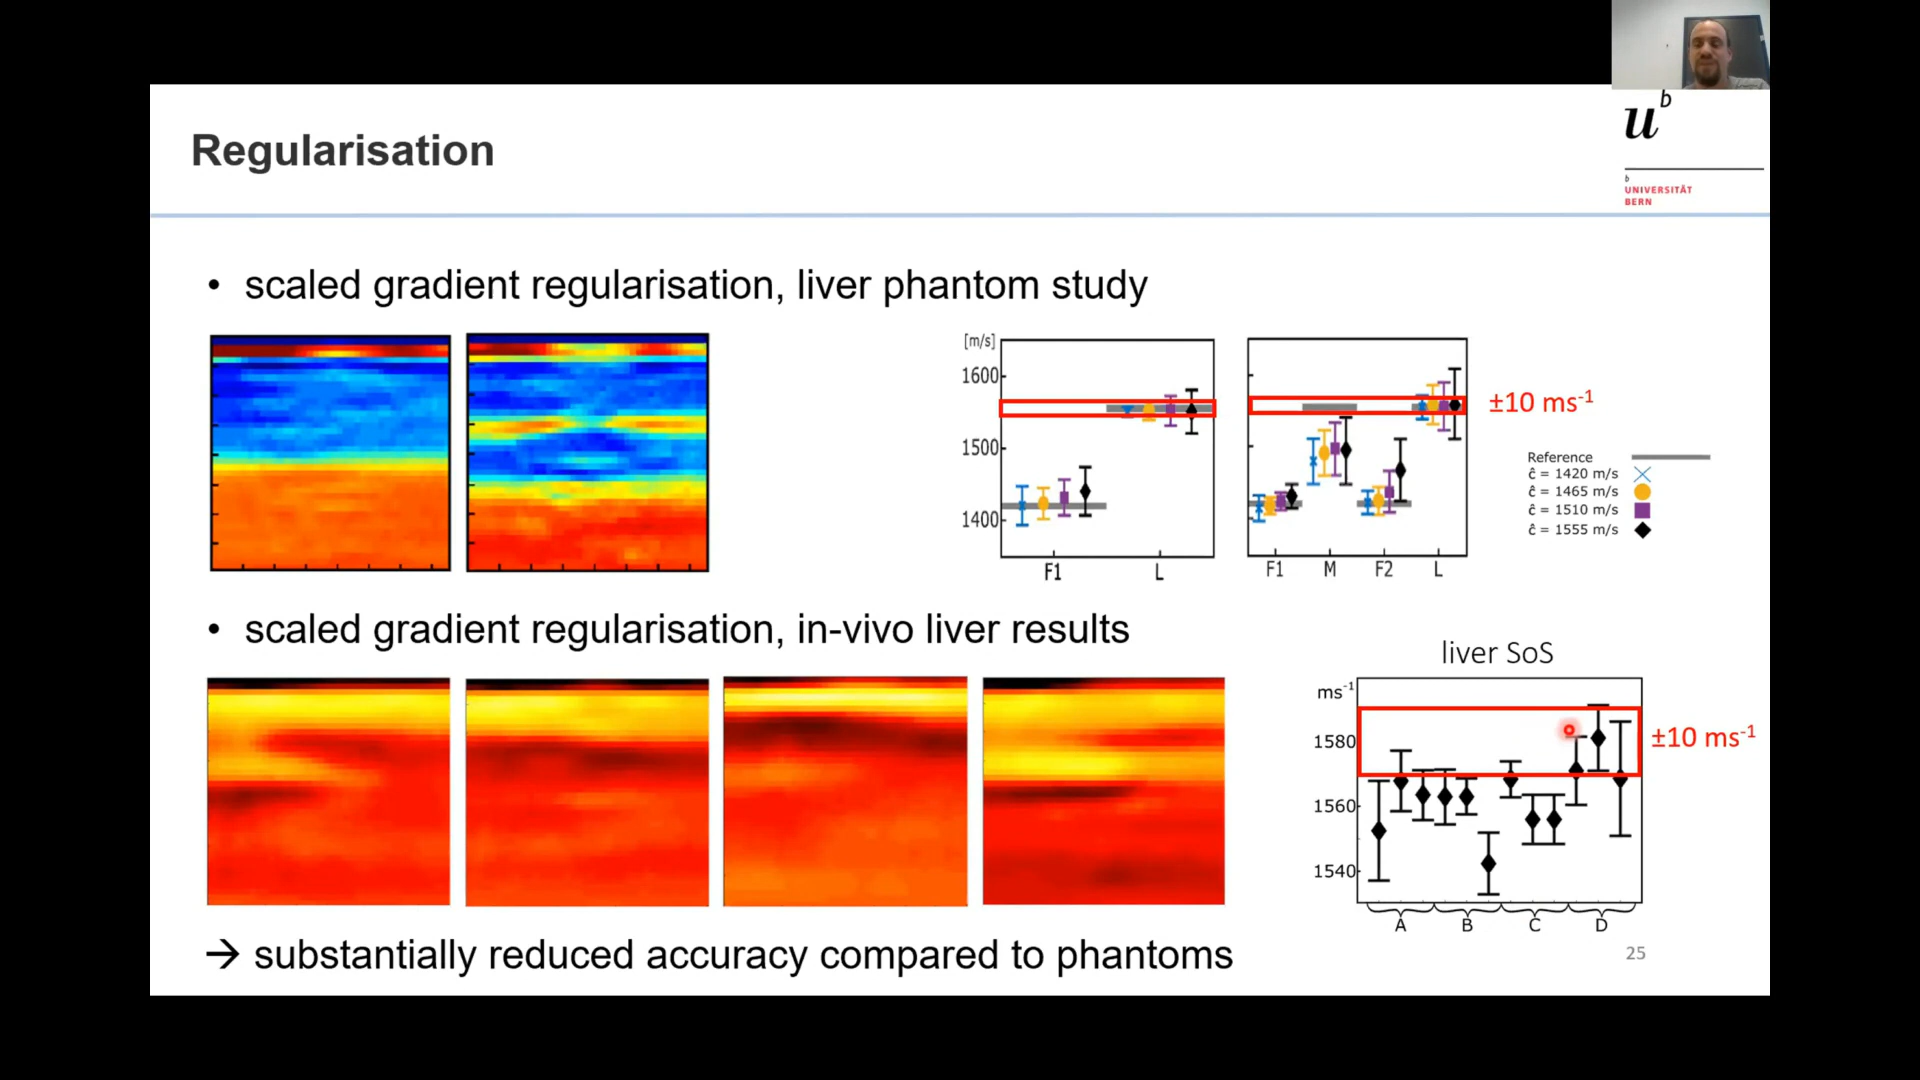 u b
b
UNIVERSITÄT
BERN
Regularisation
• scaled gradient regularisation, liver phantom study
[m/s]
1600
1500
1400
F1 L
F1 M F2 L
±10 ms-1
Reference
ĉ = 1420 m/s
ĉ = 1465 m/s
ĉ = 1510 m/s
ĉ = 1555 m/s
• scaled gradient regularisation, in-vivo liver results
liver SoS
ms-1
1580
1560
1540
A B C D
±10 ms-1
→ substantially reduced accuracy compared to phantoms
25